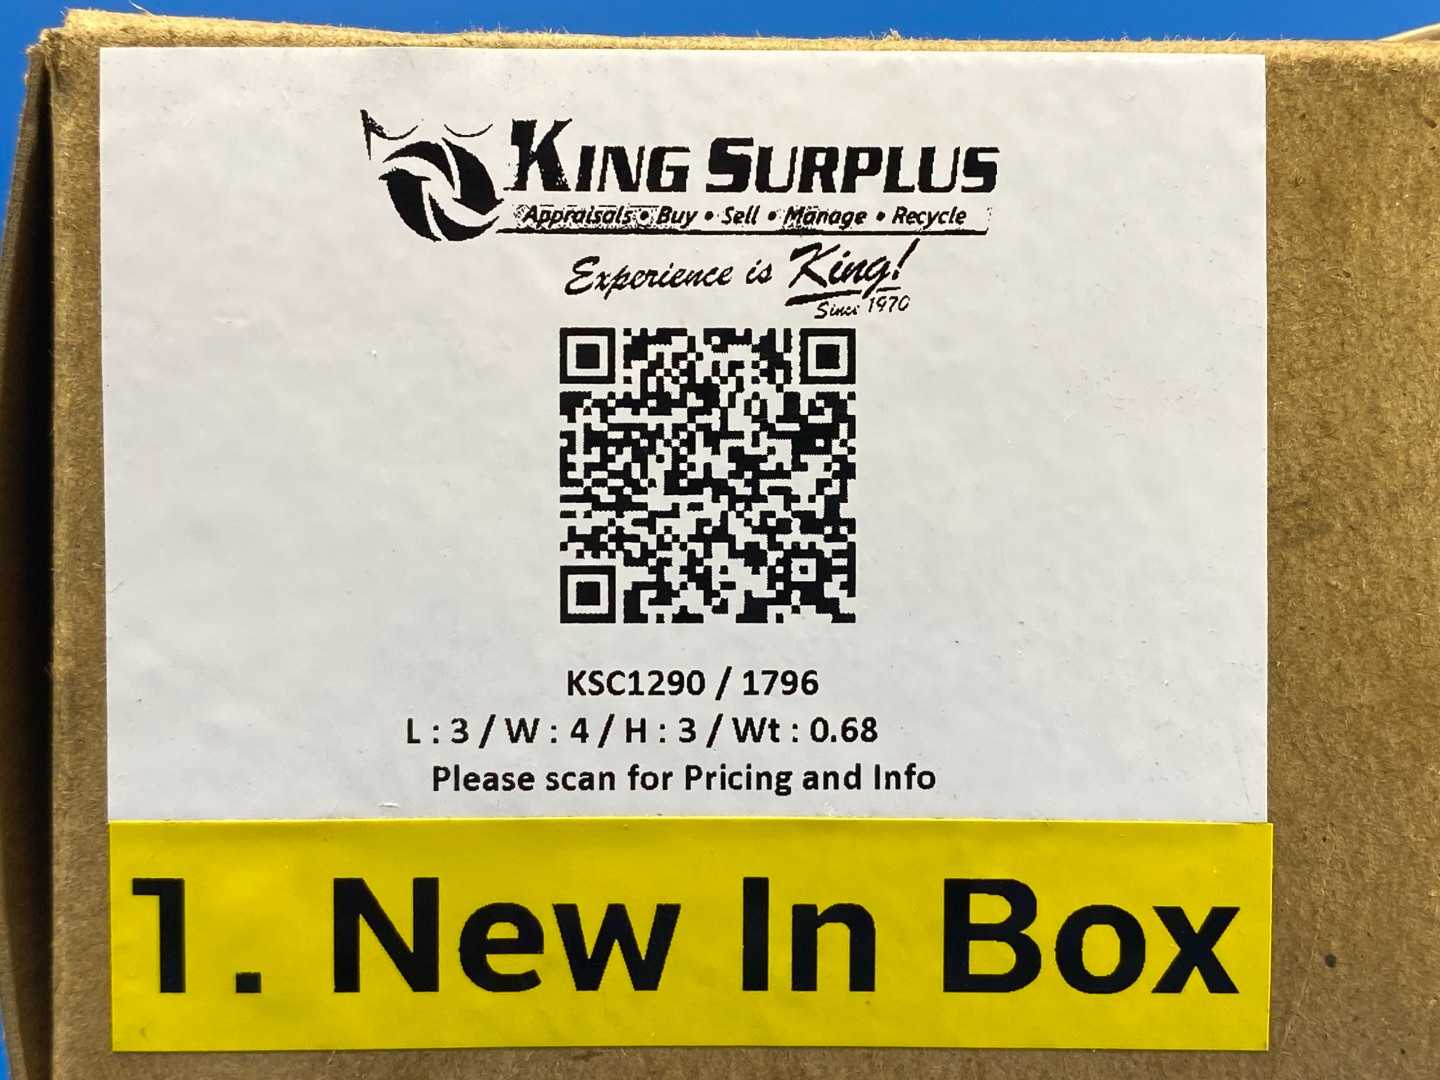 KING SURPLUS
Appraisals • Buy • Sell • Manage • Recycle
Experience is King!
Since 1970
KSC1290 / 1796
L : 3 / W : 4 / H : 3 / Wt : 0.68
Please scan for Pricing and Info
1. New In Box